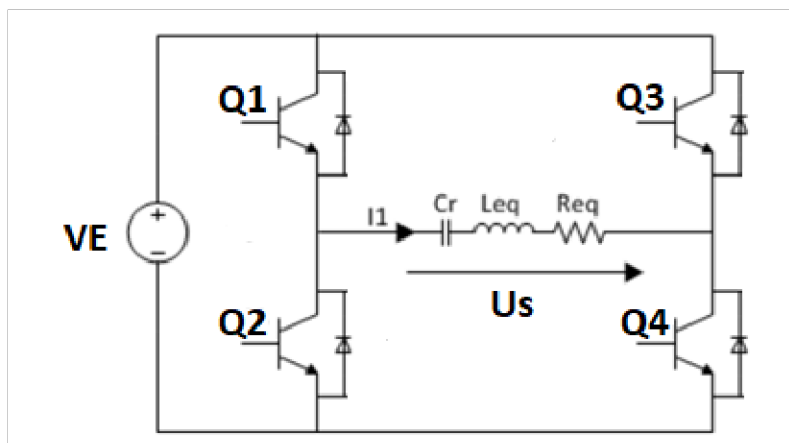 Q1
Q3
I1
Cr
Leq
Req
VE
+
−
Us
Q2
Q4